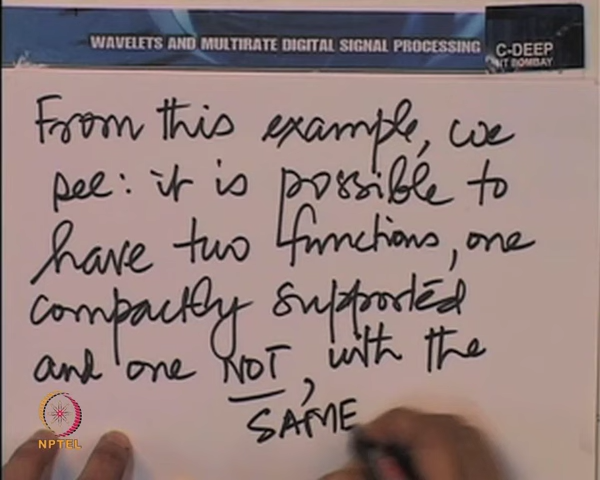 WAVELETS AND MULTIRATE DIGITAL SIGNAL PROCESSING
C-DEEP
IIT BOMBAY
From this example, we
see: it is possible to
have two functions, one
compactly supported
and one NOT, with the
SAME
NPTEL